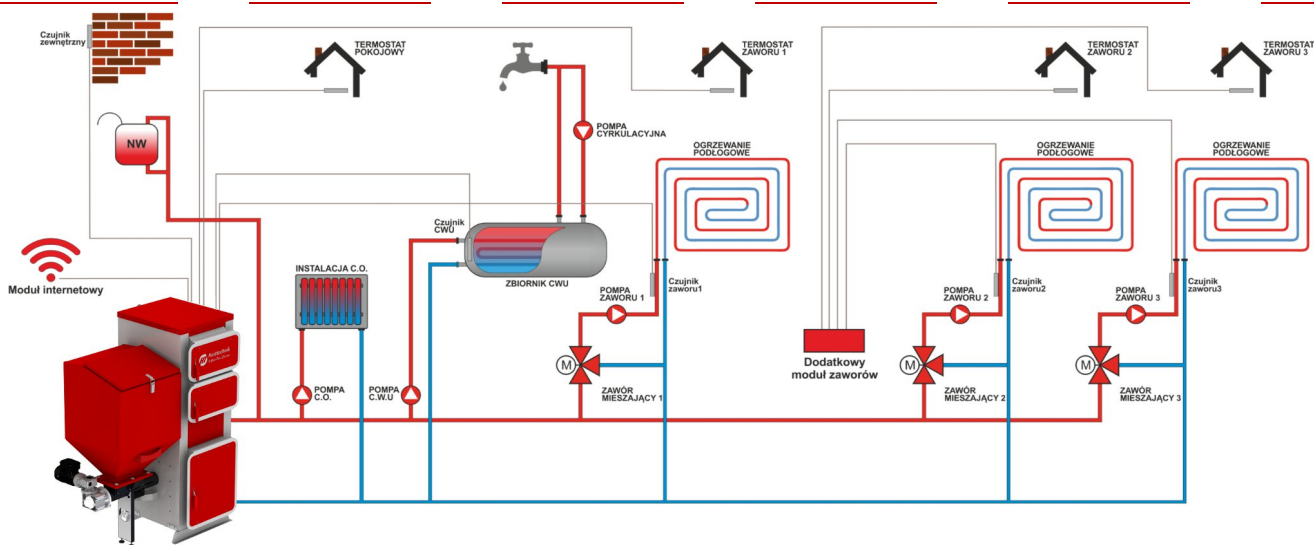 Czujnik
zewnętrzny
TERMOSTAT
POKOJOWY
TERMOSTAT
ZAWORU 1
TERMOSTAT
ZAWORU 2
TERMOSTAT
ZAWORU 3
NW
POMPA
CYRKULACYJNA
OGRZEWANIE
PODŁOGOWE
OGRZEWANIE
PODŁOGOWE
OGRZEWANIE
PODŁOGOWE
Czujnik
CWU
Moduł internetowy
INSTALACJA C.O.
ZBIORNIK CWU
POMPA
ZAWORU 1
Czujnik
zaworu1
POMPA
ZAWORU 2
Czujnik
zaworu2
POMPA
ZAWORU 3
Czujnik
zaworu3
Dodatkowy
moduł zaworów
M
M
M
POMPA
C.O.
POMPA
C.W.U
ZAWÓR
MIESZAJĄCY 1
ZAWÓR
MIESZAJĄCY 2
ZAWÓR
MIESZAJĄCY 3